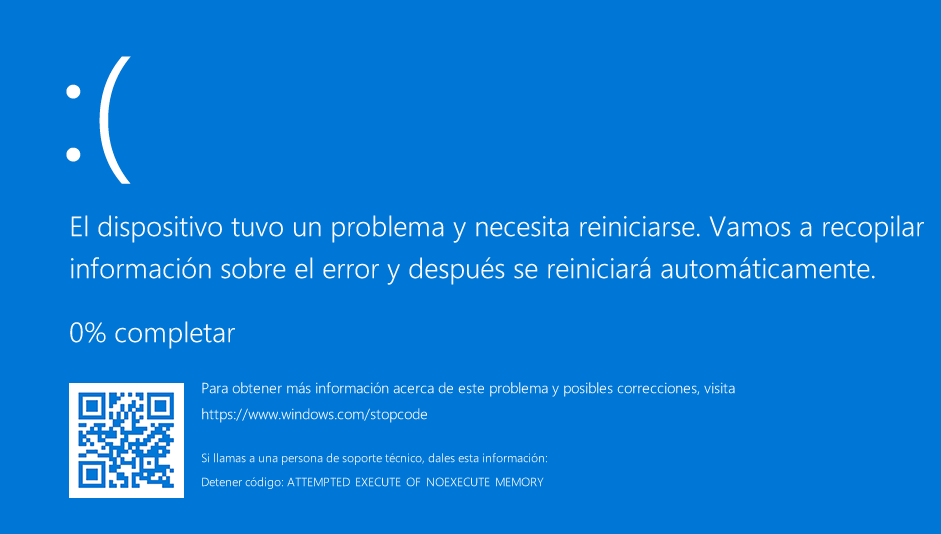 :(
El dispositivo tuvo un problema y necesita reiniciarse. Vamos a recopilar
información sobre el error y después se reiniciará automáticamente.
0% completar
Para obtener más información acerca de este problema y posibles correcciones, visita
https://www.windows.com/stopcode
Si llamas a una persona de soporte técnico, dales esta información:
Detener código: ATTEMPTED EXECUTE OF NOEXECUTE MEMORY